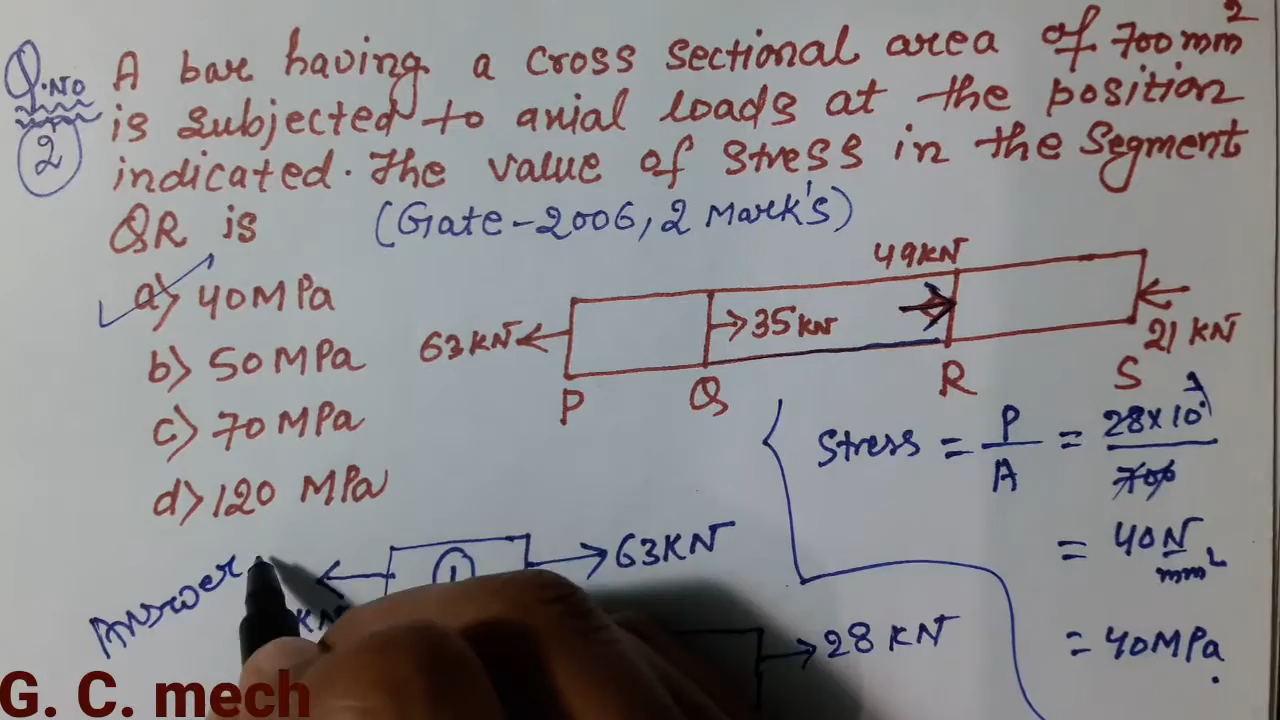 Q.No 2
A bar having a cross sectional area of 700 mm²
is subjected to axial loads at the position
indicated. The value of stress in the segment
QR is (Gate-2006, 2 Mark's)
a) 40 MPa
b) 50 MPa
c) 70 MPa
d) 120 MPa
49 KN
63 KN
35 KN
21 KN
P Q R S
Stress = P/A = 28×10³/700
= 40 N/mm²
= 40 MPa.
1
63 KN
28 KN
Answer
G. C. mech